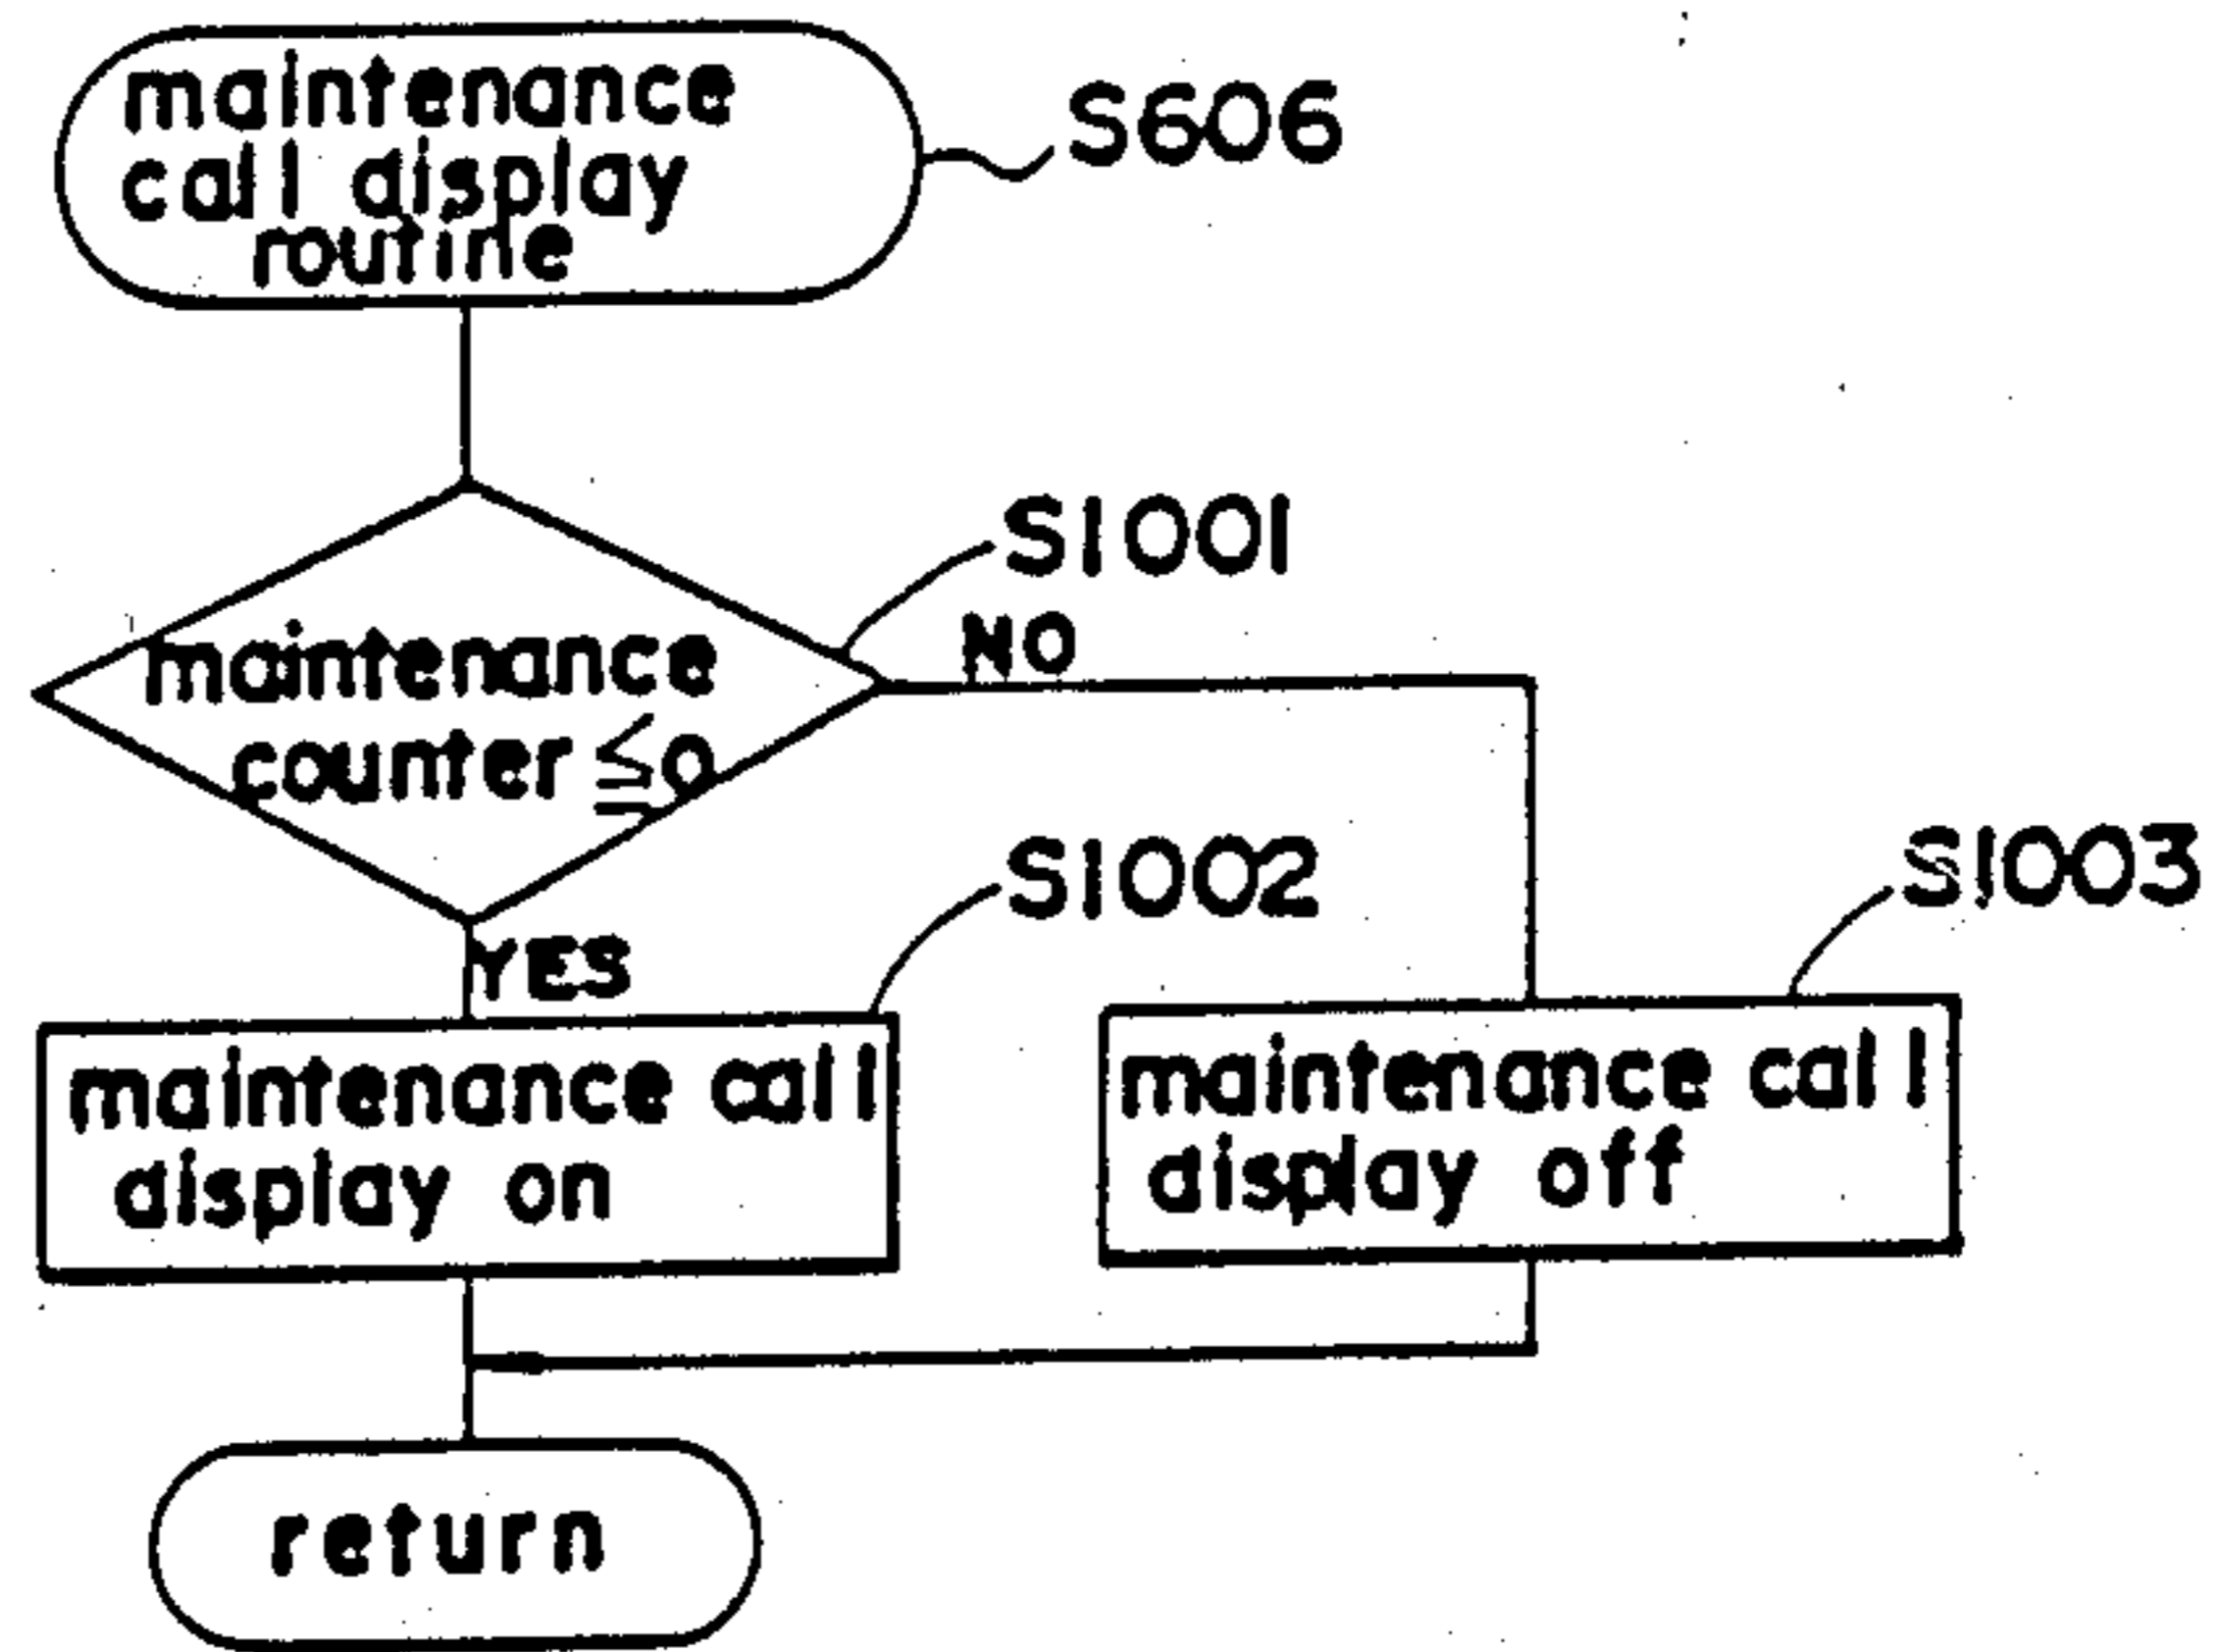 maintenance
call display
routine
S606
S1001
NO
maintenance
counter ≦0
YES
S1002
S1003
maintenance call
display on
maintenance call
display off
return